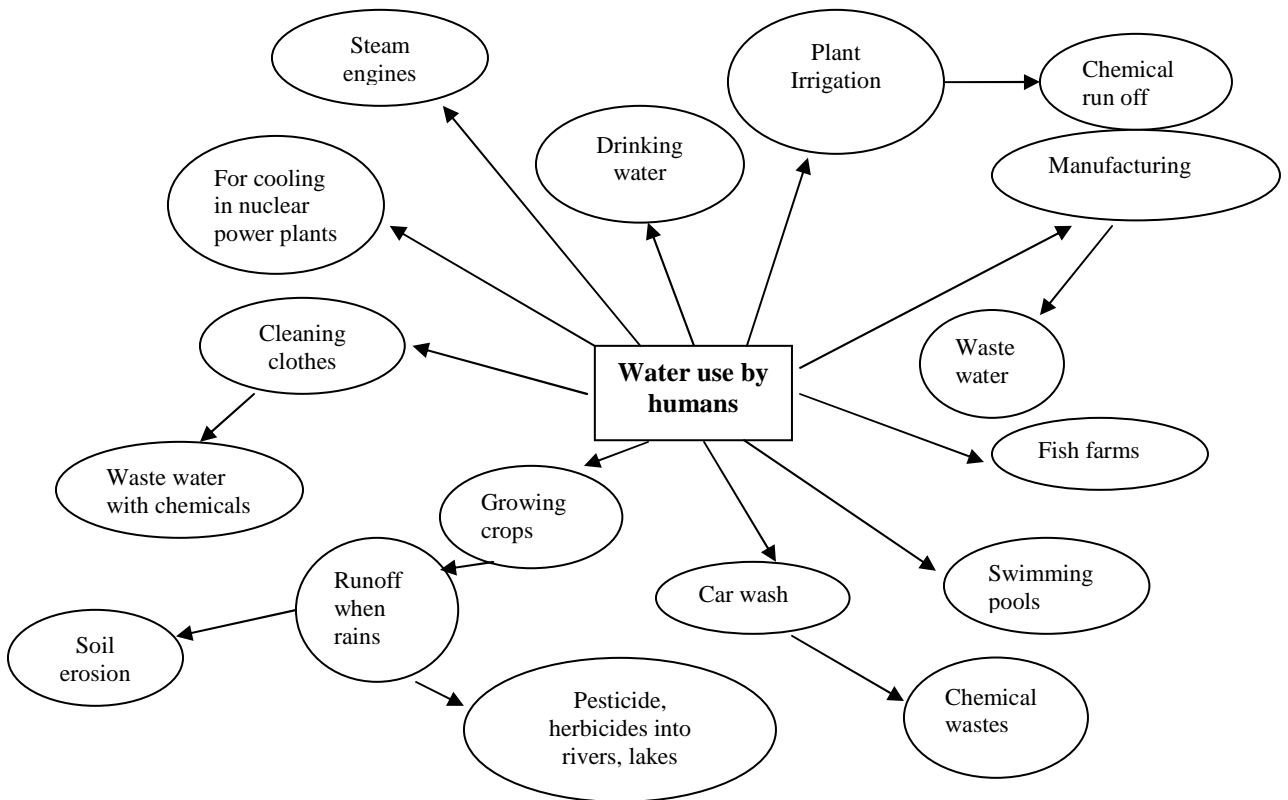 Steam
engines
Plant
Irrigation
Chemical
run off
Drinking
water
Manufacturing
For cooling
in nuclear
power plants
Cleaning
clothes
Water use by
humans
Waste
water
Fish farms
Waste water
with chemicals
Growing
crops
Runoff
when
rains
Car wash
Swimming
pools
Soil
erosion
Pesticide,
herbicides into
rivers, lakes
Chemical
wastes